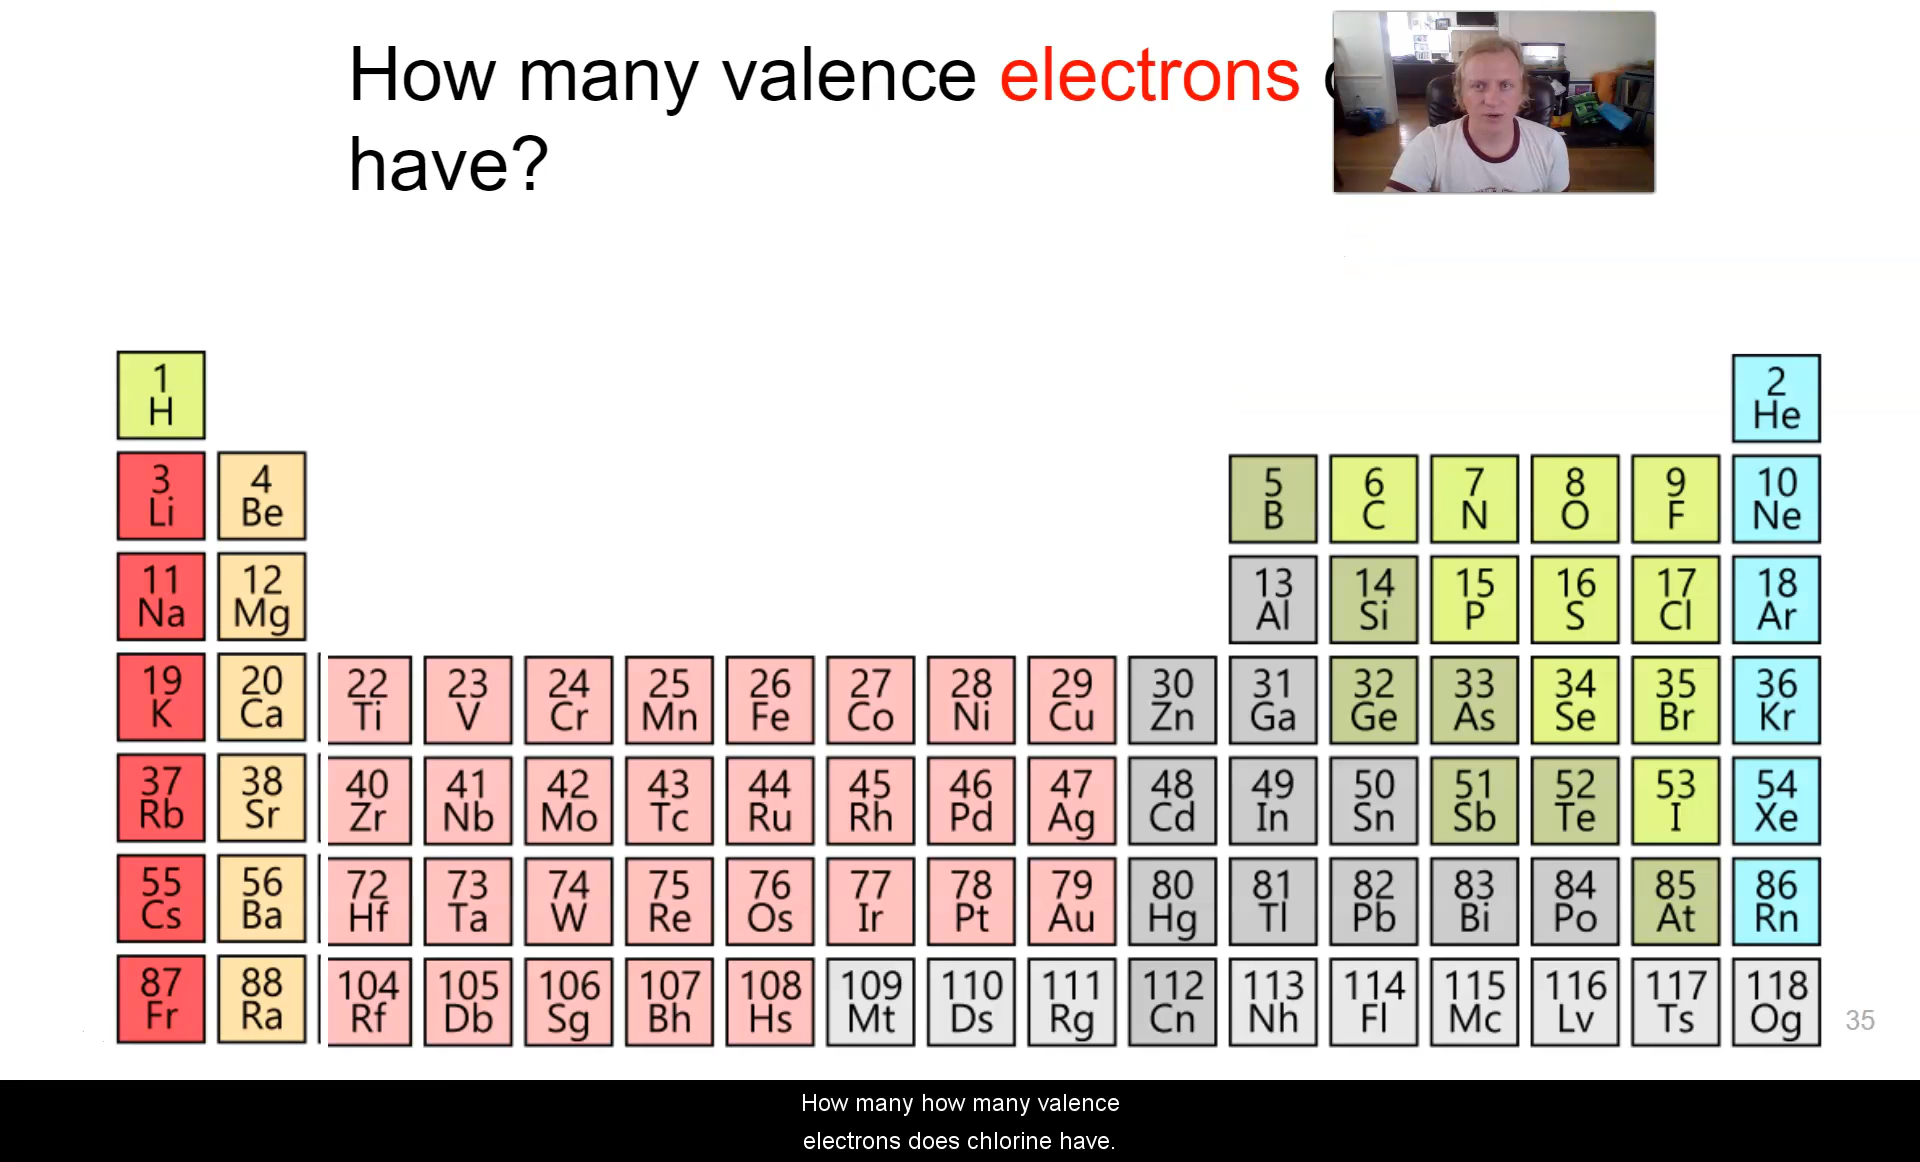 How many valence electrons
have?
1 2
H He
3 4 5 6 7 8 9 10
Li Be B C N O F Ne
11 12 13 14 15 16 17 18
Na Mg Al Si P S Cl Ar
19 20 22 23 24 25 26 27 28 29 30 31 32 33 34 35 36
K Ca Ti V Cr Mn Fe Co Ni Cu Zn Ga Ge As Se Br Kr
37 38 40 41 42 43 44 45 46 47 48 49 50 51 52 53 54
Rb Sr Zr Nb Mo Tc Ru Rh Pd Ag Cd In Sn Sb Te I Xe
55 56 72 73 74 75 76 77 78 79 80 81 82 83 84 85 86
Cs Ba Hf Ta W Re Os Ir Pt Au Hg Tl Pb Bi Po At Rn
87 88 104 105 106 107 108 109 110 111 112 113 114 115 116 117 118
Fr Ra Rf Db Sg Bh Hs Mt Ds Rg Cn Nh Fl Mc Lv Ts Og
35
How many how many valence
electrons does chlorine have.